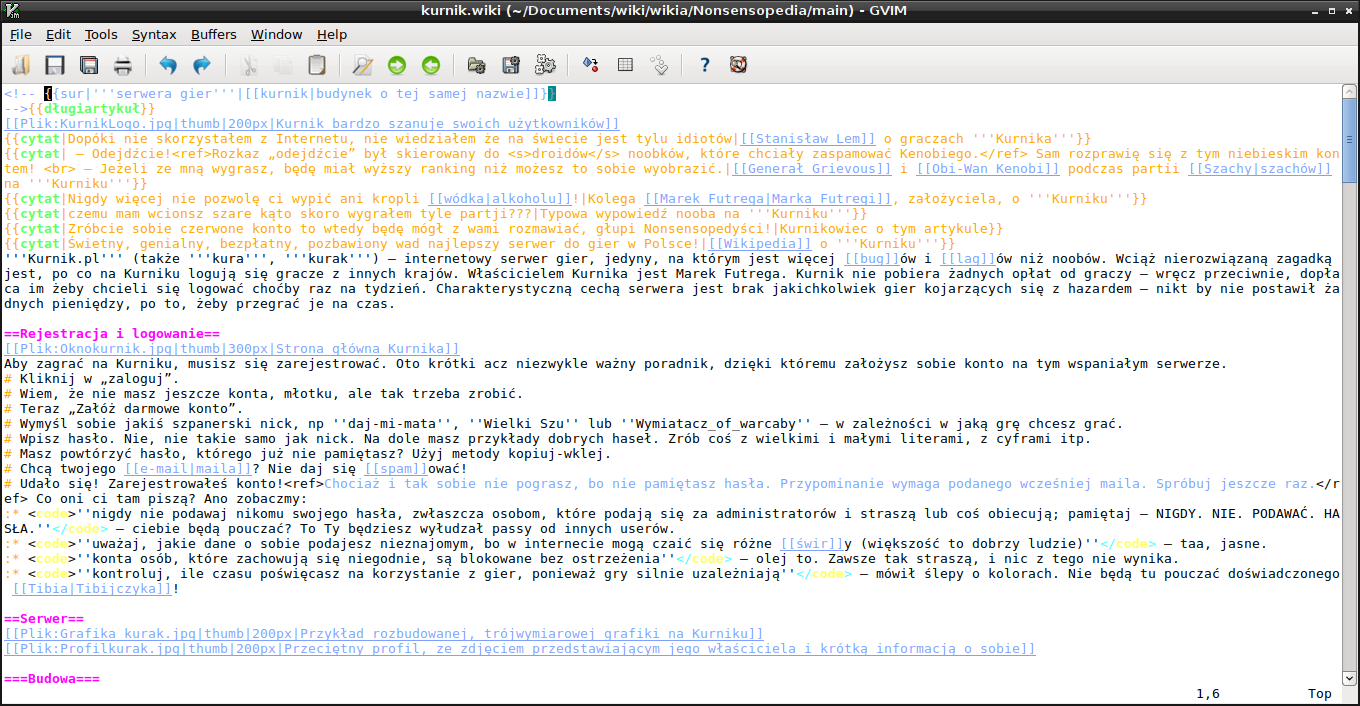 kurnik.wiki (~/Documents/wiki/wikia/Nonsensopedia/main) - GVIM
File Edit Tools Syntax Buffers Window Help
<!-- {{sur|'''serwera gier'''|[[kurnik|budynek o tej samej nazwie]]}}
-->{{długiartykuł}}
[[Plik:KurnikLogo.jpg|thumb|200px|Kurnik bardzo szanuje swoich użytkowników]]
{{cytat|Dopóki nie skorzystałem z Internetu, nie wiedziałem że na świecie jest tylu idiotów|[[Stanisław Lem]] o graczach '''Kurnika'''}}
{{cytat| – Odejdźcie!<ref>Rozkaz „odejdźcie” był skierowany do <s>droidów</s> noobków, które chciały zaspamować Kenobiego.</ref> Sam rozprawię się z tym niebieskim kon
tem! <br> – Jeżeli ze mną wygrasz, będę miał wyższy ranking niż możesz to sobie wyobrazić.|[[Generał Grievous]] i [[Obi-Wan Kenobi]] podczas partii [[Szachy|szachów]]
na '''Kurniku'''}}
{{cytat|Nigdy więcej nie pozwolę ci wypić ani kropli [[wódka|alkoholu]]!|Kolega [[Marek Futrega|Marka Futregi]], założyciela, o '''Kurniku'''}}
{{cytat|czemu mam wcionsz szare kąto skoro wygrałem tyle partji???|Typowa wypowiedź nooba na '''Kurniku'''}}
{{cytat|Zróbcie sobie czerwone konto to wtedy będę mógł z wami rozmawiać, głupi Nonsensopedyści!|Kurnikowiec o tym artykule}}
{{cytat|Świetny, genialny, bezpłatny, pozbawiony wad najlepszy serwer do gier w Polsce!|[[Wikipedia]] o '''Kurniku'''}}
'''Kurnik.pl''' (także '''kura''', '''kurak''') – internetowy serwer gier, jedyny, na którym jest więcej [[bug]]ów i [[lag]]ów niż noobów. Wciąż nierozwiązaną zagadką
jest, po co na Kurniku logują się gracze z innych krajów. Właścicielem Kurnika jest Marek Futrega. Kurnik nie pobiera żadnych opłat od graczy – wręcz przeciwnie, dopła
ca im żeby chcieli się logować choćby raz na tydzień. Charakterystyczną cechą serwera jest brak jakichkolwiek gier kojarzących się z hazardem – nikt by nie postawił ża
dnych pieniędzy, po to, żeby przegrać je na czas.
==Rejestracja i logowanie==
[[Plik:Oknokurnik.jpg|thumb|300px|Strona główna Kurnika]]
Aby zagrać na Kurniku, musisz się zarejestrować. Oto krótki acz niezwykle ważny poradnik, dzięki któremu założysz sobie konto na tym wspaniałym serwerze.
# Kliknij w „zaloguj”.
# Wiem, że nie masz jeszcze konta, młotku, ale tak trzeba zrobić.
# Teraz „Załóż darmowe konto”.
# Wymyśl sobie jakiś szpanerski nick, np ''daj-mi-mata'', ''Wielki Szu'' lub ''Wymiatacz_of_warcaby'' – w zależności w jaką grę chcesz grać.
# Wpisz hasło. Nie, nie takie samo jak nick. Na dole masz przykłady dobrych haseł. Zrób coś z wielkimi i małymi literami, z cyframi itp.
# Masz powtórzyć hasło, którego już nie pamiętasz? Użyj metody kopiuj-wklej.
# Chcą twojego [[e-mail|maila]]? Nie daj się [[spam]]ować!
# Udało się! Zarejestrowałeś konto!<ref>Chociaż i tak sobie nie pograsz, bo nie pamiętasz hasła. Przypominanie wymaga podanego wcześniej maila. Spróbuj jeszcze raz.</r
ef> Co oni ci tam piszą? Ano zobaczmy:
:* <code>''nigdy nie podawaj nikomu swojego hasła, zwłaszcza osobom, które podają się za administratorów i straszą lub coś obiecują; pamiętaj – NIGDY. NIE. PODAWAĆ. HA
SŁA.''</code> – ciebie będą pouczać? To Ty będziesz wyłudzał passy od innych userów.
:* <code>''uważaj, jakie dane o sobie podajesz nieznajomym, bo w internecie mogą czaić się różne [[świr]]y (większość to dobrzy ludzie)''</code> – taa, jasne.
:* <code>''konta osób, które zachowują się niegodnie, są blokowane bez ostrzeżenia''</code> – olej to. Zawsze tak straszą, i nic z tego nie wynika.
:* <code>''kontroluj, ile czasu poświęcasz na korzystanie z gier, ponieważ gry silnie uzależniają''</code> – mówił ślepy o kolorach. Nie będą tu pouczać doświadczonego
[[Tibia|Tibijczyka]]!
==Serwer==
[[Plik:Grafika kurak.jpg|thumb|200px|Przykład rozbudowanej, trójwymiarowej grafiki na Kurniku]]
[[Plik:Profilkurak.jpg|thumb|200px|Przeciętny profil, ze zdjęciem przedstawiającym jego właściciela i krótką informacją o sobie]]
===Budowa===
1,6 Top